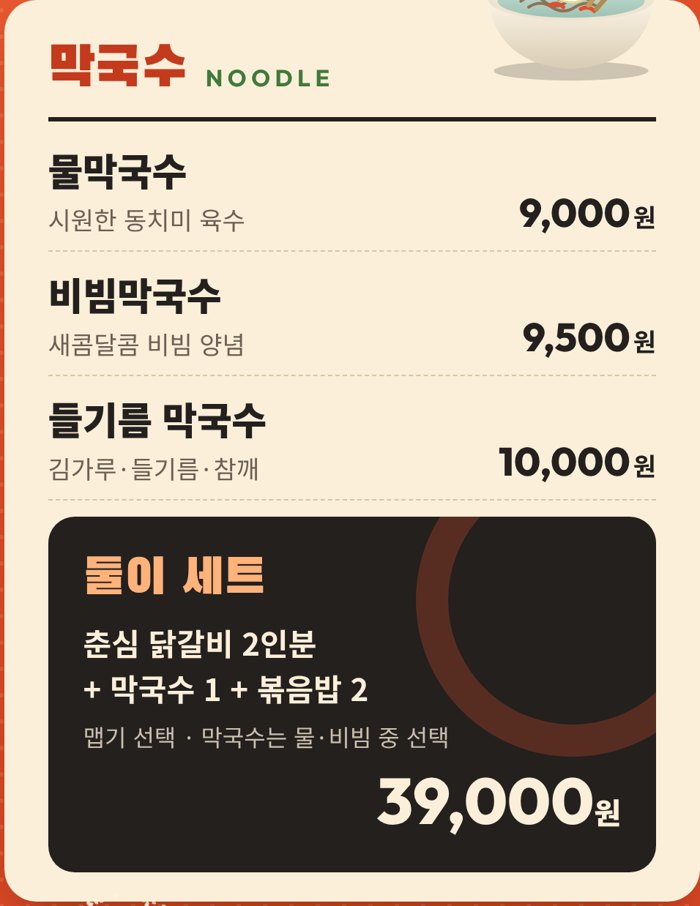 막국수 NOODLE
물막국수
시원한 동치미 육수
9,000원
비빔막국수
새콤달콤 비빔 양념
9,500원
들기름 막국수
김가루·들기름·참깨
10,000원
둘이 세트
춘심 닭갈비 2인분
+ 막국수 1 + 볶음밥 2
맵기 선택 · 막국수는 물·비빔 중 선택
39,000원